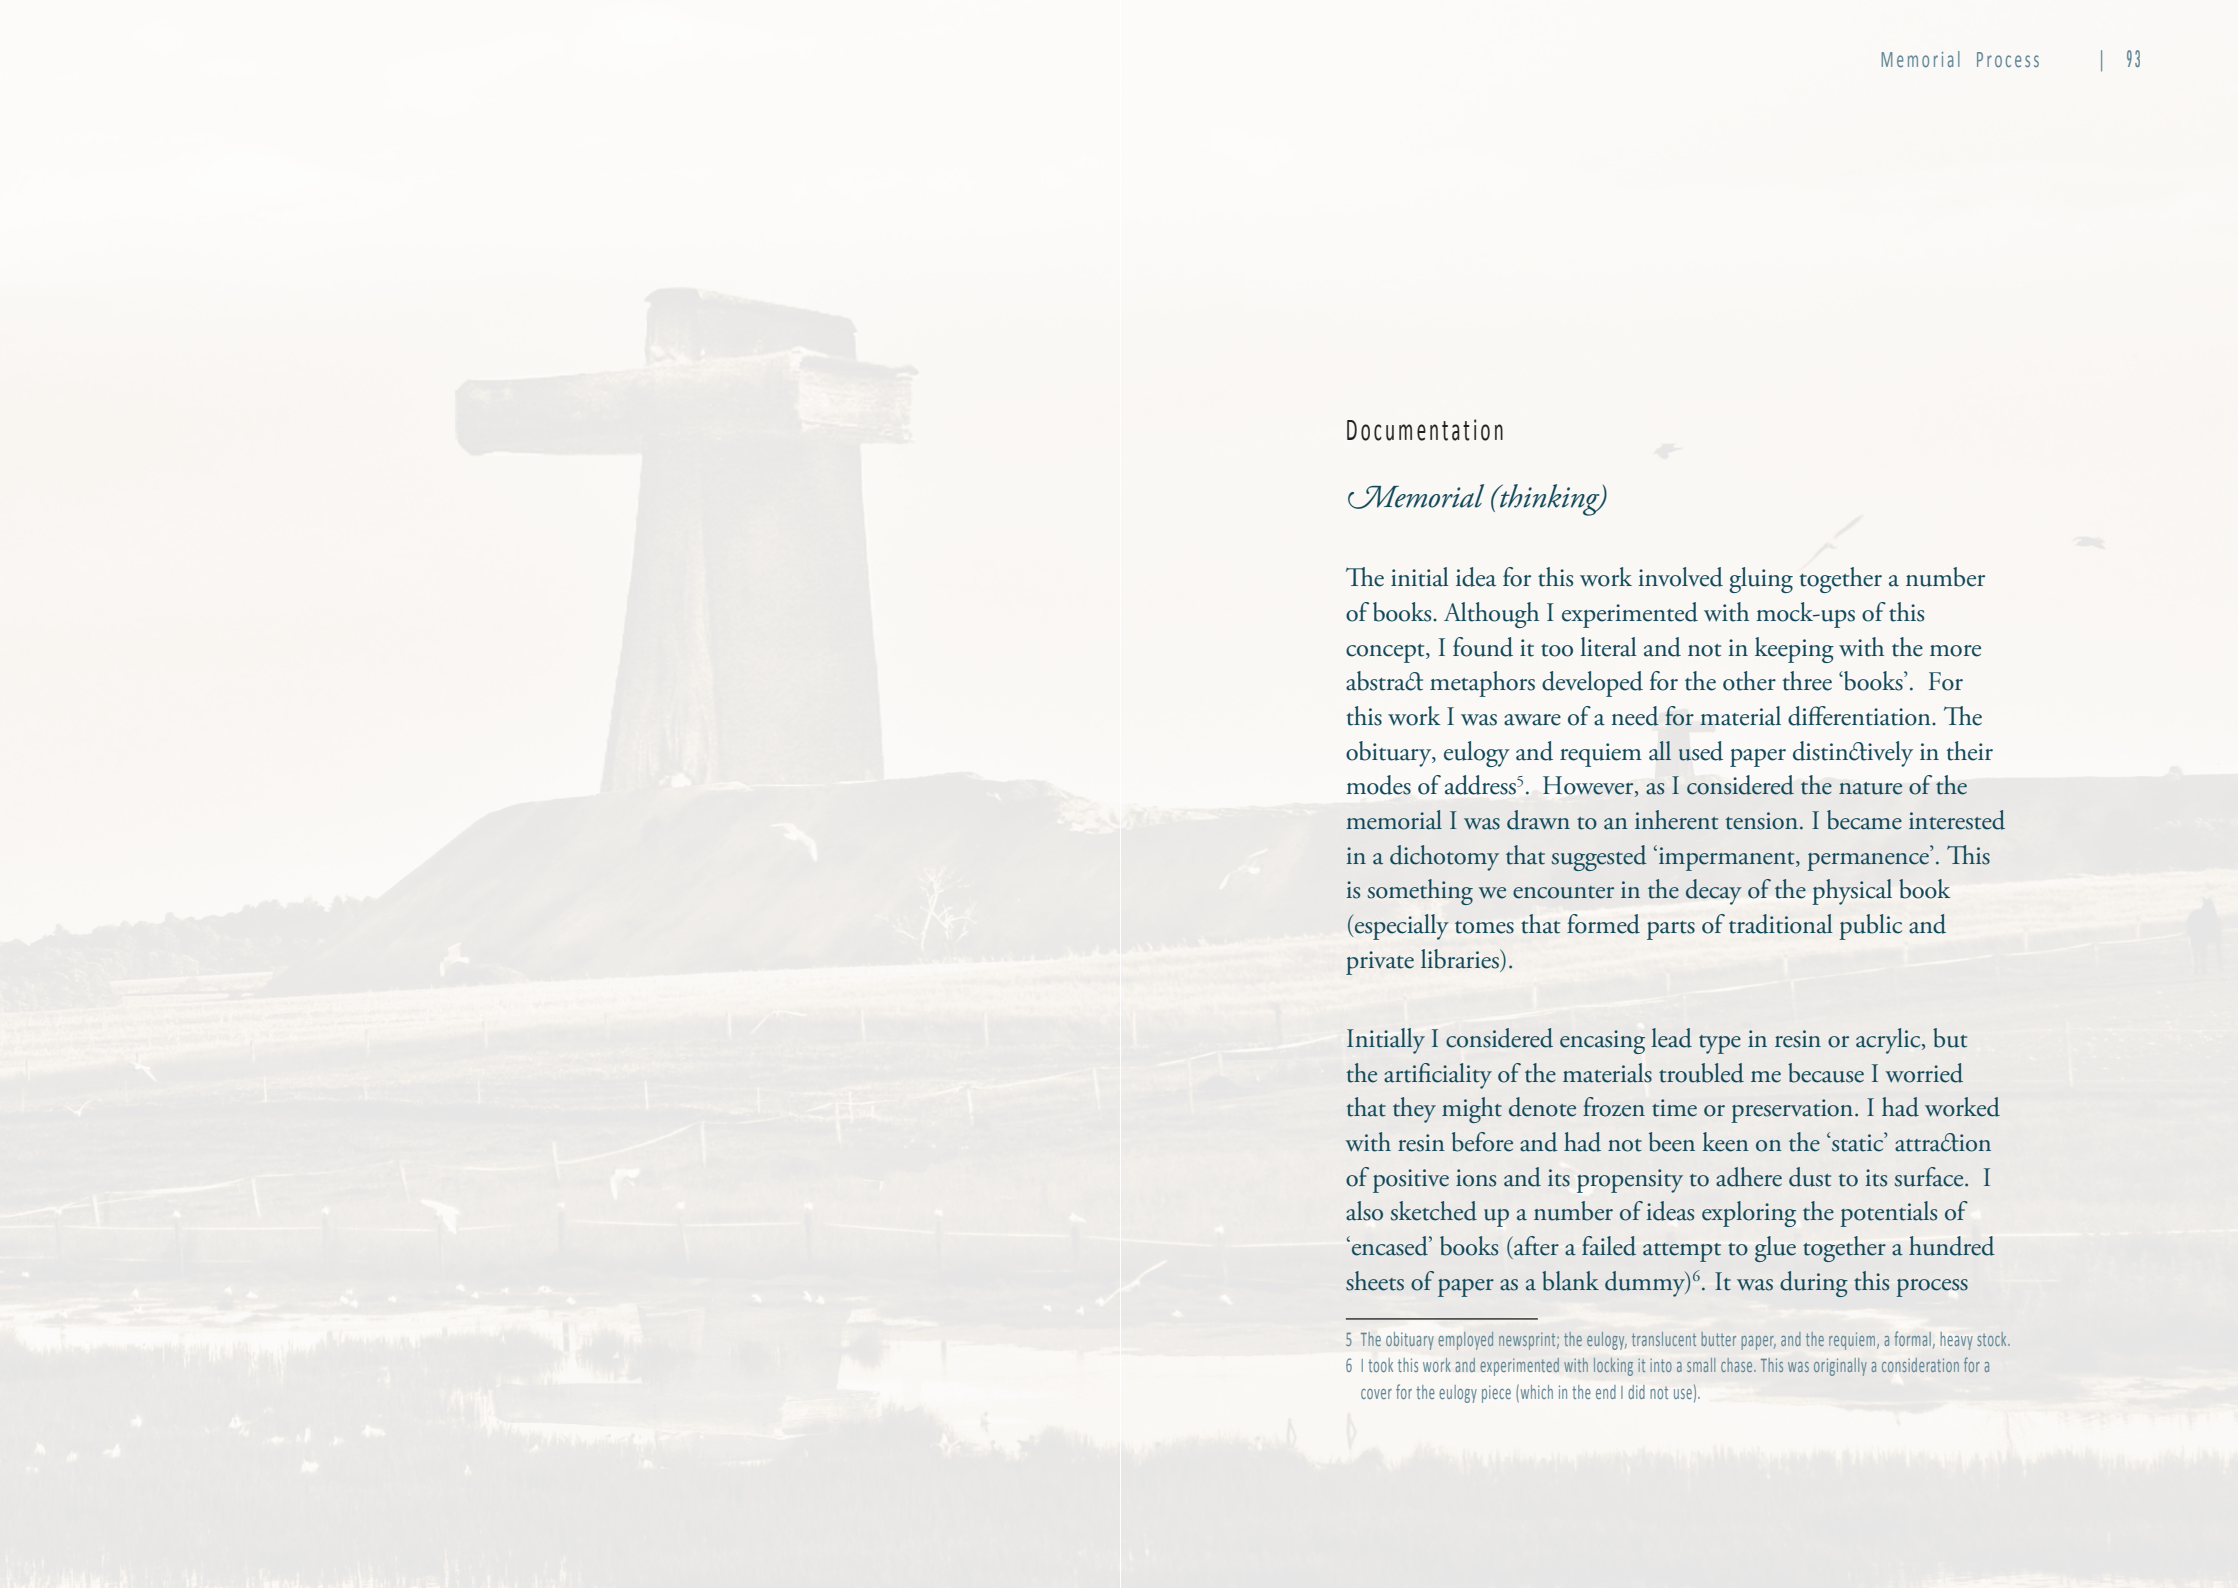 Memorial Process | 93
Documentation
Memorial (thinking)
The initial idea for this work involved gluing together a number
of books. Although I experimented with mock-ups of this
concept, I found it too literal and not in keeping with the more
abstract metaphors developed for the other three ‘books’.  For
this work I was aware of a need for material differentiation. The
obituary, eulogy and requiem all used paper distinctively in their
modes of address⁵.  However, as I considered the nature of the
memorial I was drawn to an inherent tension. I became interested
in a dichotomy that suggested ‘impermanent, permanence’. This
is something we encounter in the decay of the physical book
(especially tomes that formed parts of traditional public and
private libraries).
Initially I considered encasing lead type in resin or acrylic, but
the artificiality of the materials troubled me because I worried
that they might denote frozen time or preservation. I had worked
with resin before and had not been keen on the ‘static’ attraction
of positive ions and its propensity to adhere dust to its surface.  I
also sketched up a number of ideas exploring the potentials of
‘encased’ books (after a failed attempt to glue together a hundred
sheets of paper as a blank dummy)⁶. It was during this process
5 The obituary employed newsprint; the eulogy, translucent butter paper, and the requiem, a formal, heavy stock.
6 I took this work and experimented with locking it into a small chase. This was originally a consideration for a
cover for the eulogy piece (which in the end I did not use).